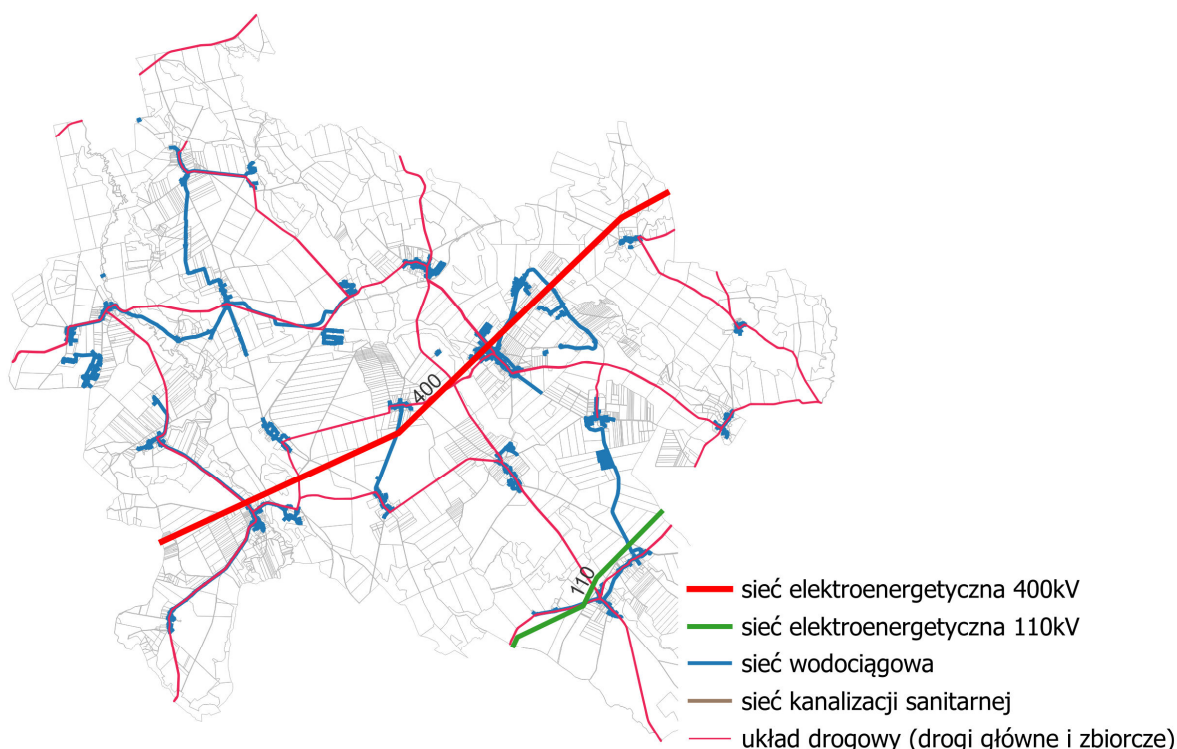 400
110
sieć elektroenergetyczna 400kV
sieć elektroenergetyczna 110kV
sieć wodociągowa
sieć kanalizacji sanitarnej
układ drogowy (drogi główne i zbiorcze)